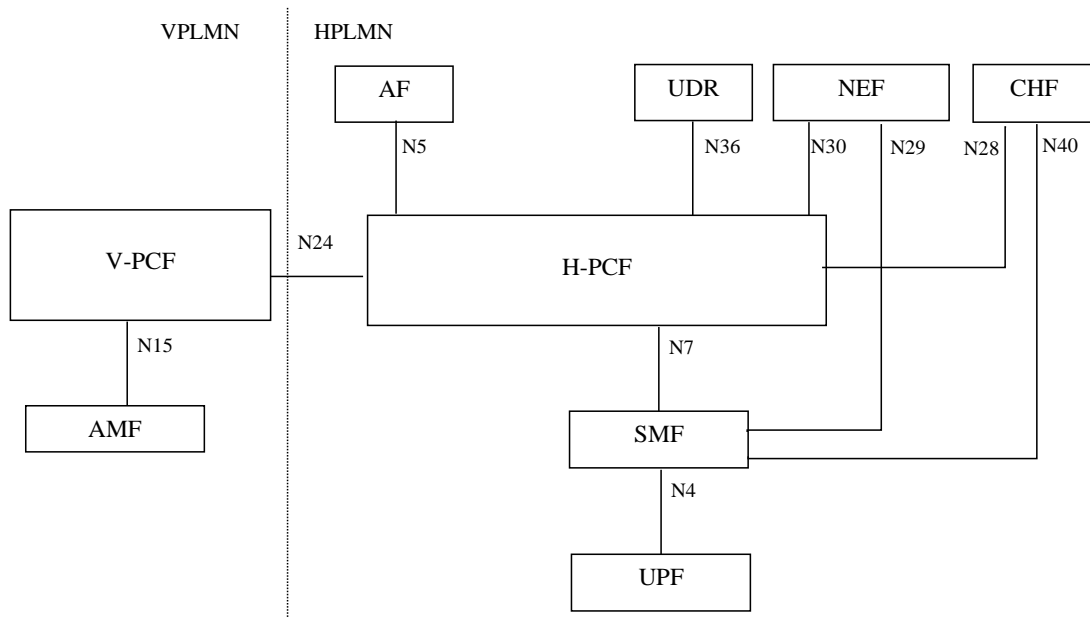 VPLMN
HPLMN
AF
UDR
NEF
CHF
N5
N36
N30
N29
N28
N40
V-PCF
N24
H-PCF
N15
N7
AMF
SMF
N4
UPF